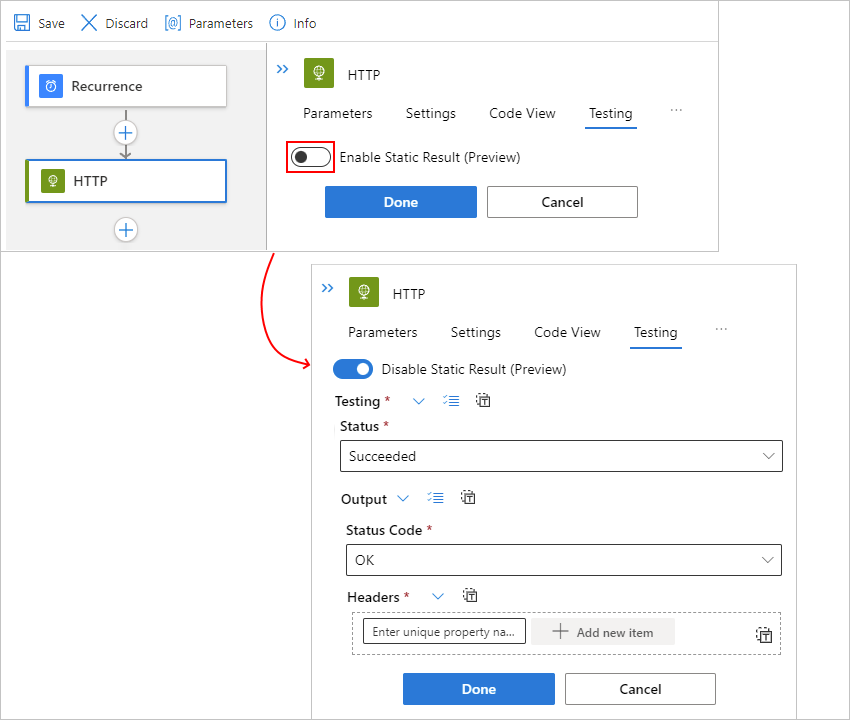 Save Discard [@] Parameters Info
Recurrence
HTTP
HTTP
Parameters Settings Code View Testing ...
Enable Static Result (Preview)
Done Cancel
HTTP
Parameters Settings Code View Testing ...
Disable Static Result (Preview)
Testing *
Status *
Succeeded
Output
Status Code *
OK
Headers *
Enter unique property na... Add new item
Done Cancel